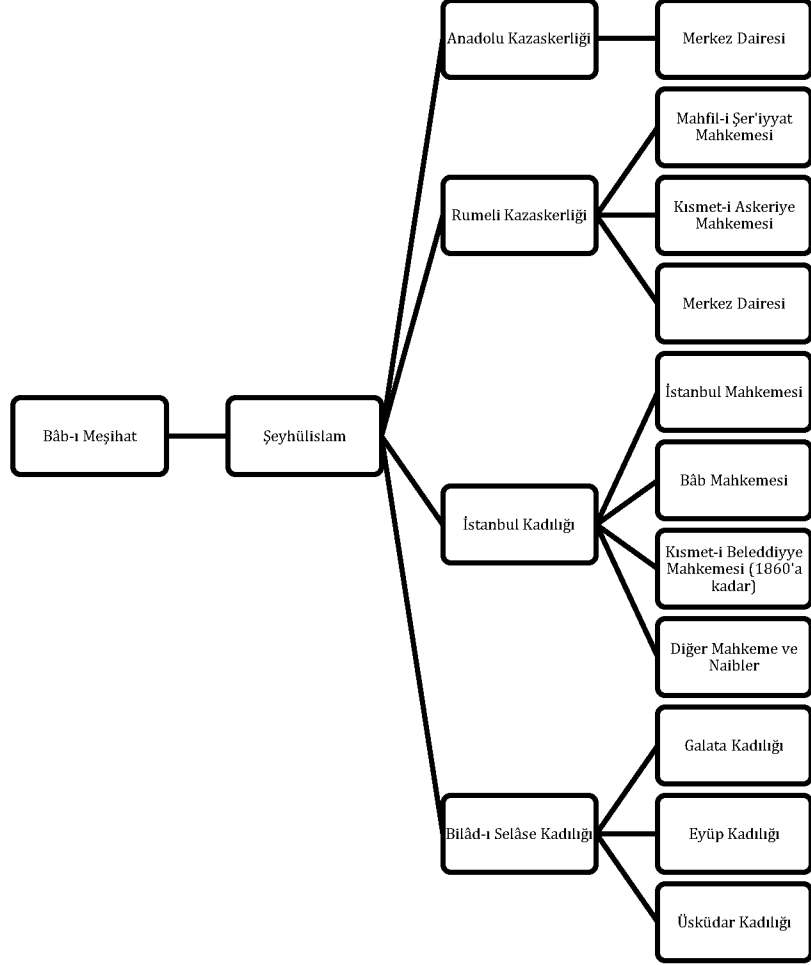 Bâb-ı Meşihat
Şeyhülislam
Anadolu Kazaskerliği
Merkez Dairesi
Rumeli Kazaskerliği
Mahfil-i Şer'iyyat
Mahkemesi
Kısmet-i Askeriye
Mahkemesi
Merkez Dairesi
İstanbul Kadılığı
İstanbul Mahkemesi
Bâb Mahkemesi
Kısmet-i Beleddiyye
Mahkemesi (1860'a
kadar)
Diğer Mahkeme ve
Naibler
Bilâd-ı Selâse Kadılığı
Galata Kadılığı
Eyüp Kadılığı
Üsküdar Kadılığı